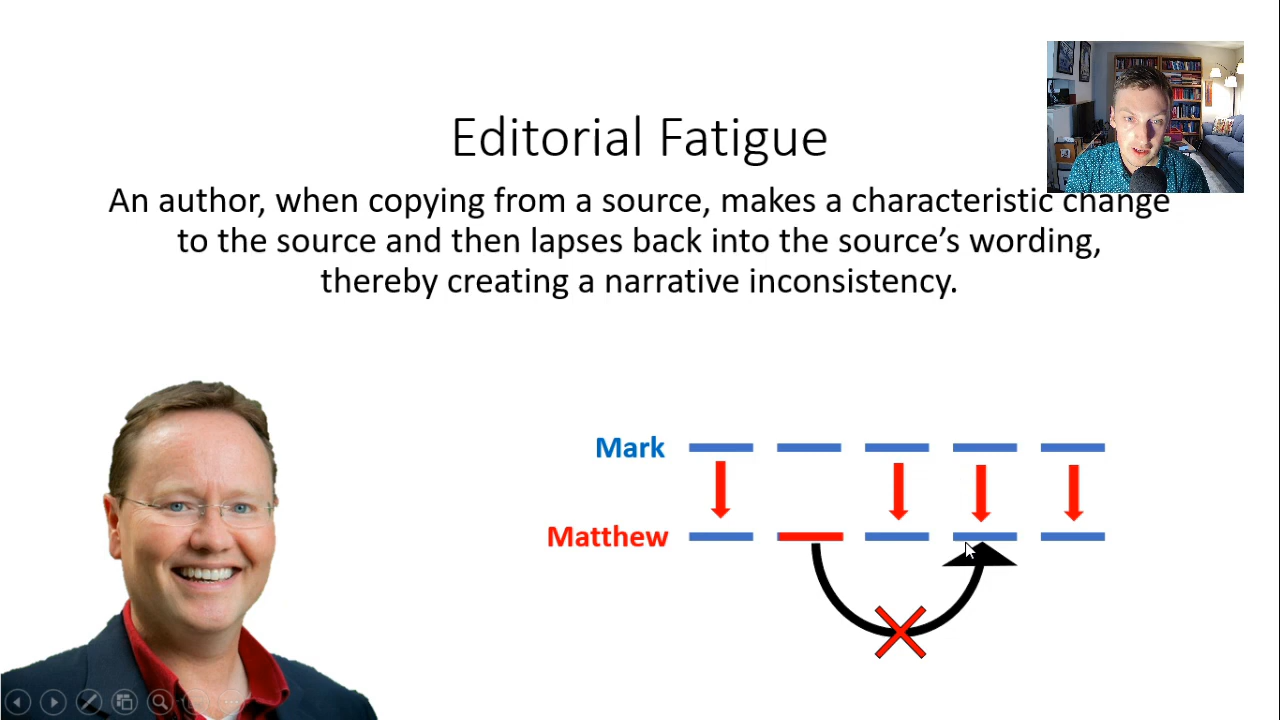 Editorial Fatigue
An author, when copying from a source, makes a characteristic change
to the source and then lapses back into the source’s wording,
thereby creating a narrative inconsistency.
Mark
Matthew